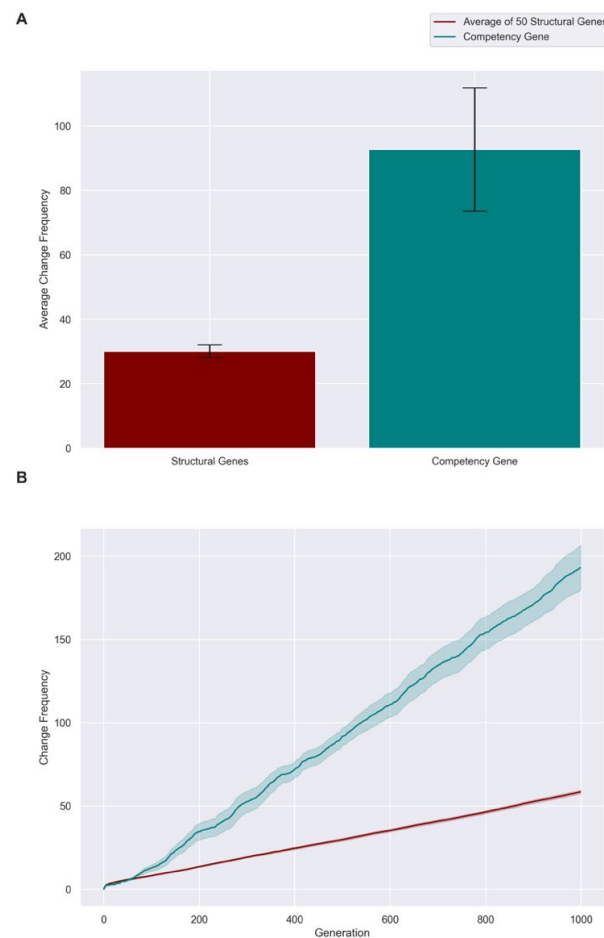 A
Average of 50 Structural Genes
Competency Gene
Average Change Frequency
100
80
60
40
20
0
Structural Genes
Competency Gene
B
Change Frequency
200
150
100
50
0
0 200 400 600 800 1000
Generation